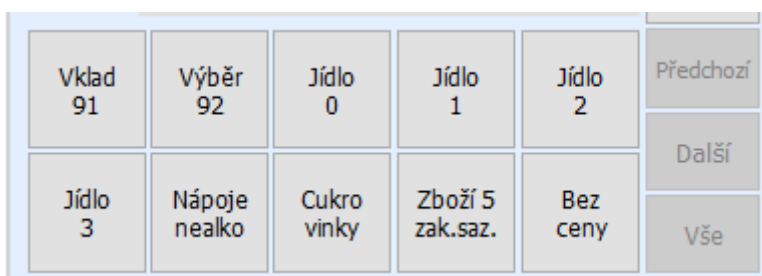 Vklad
91
Výběr
92
Jídlo
0
Jídlo
1
Jídlo
2
Předchozí
Další
Jídlo
3
Nápoje
nealko
Cukro
vinky
Zboží 5
zak.saz.
Bez
ceny
Vše